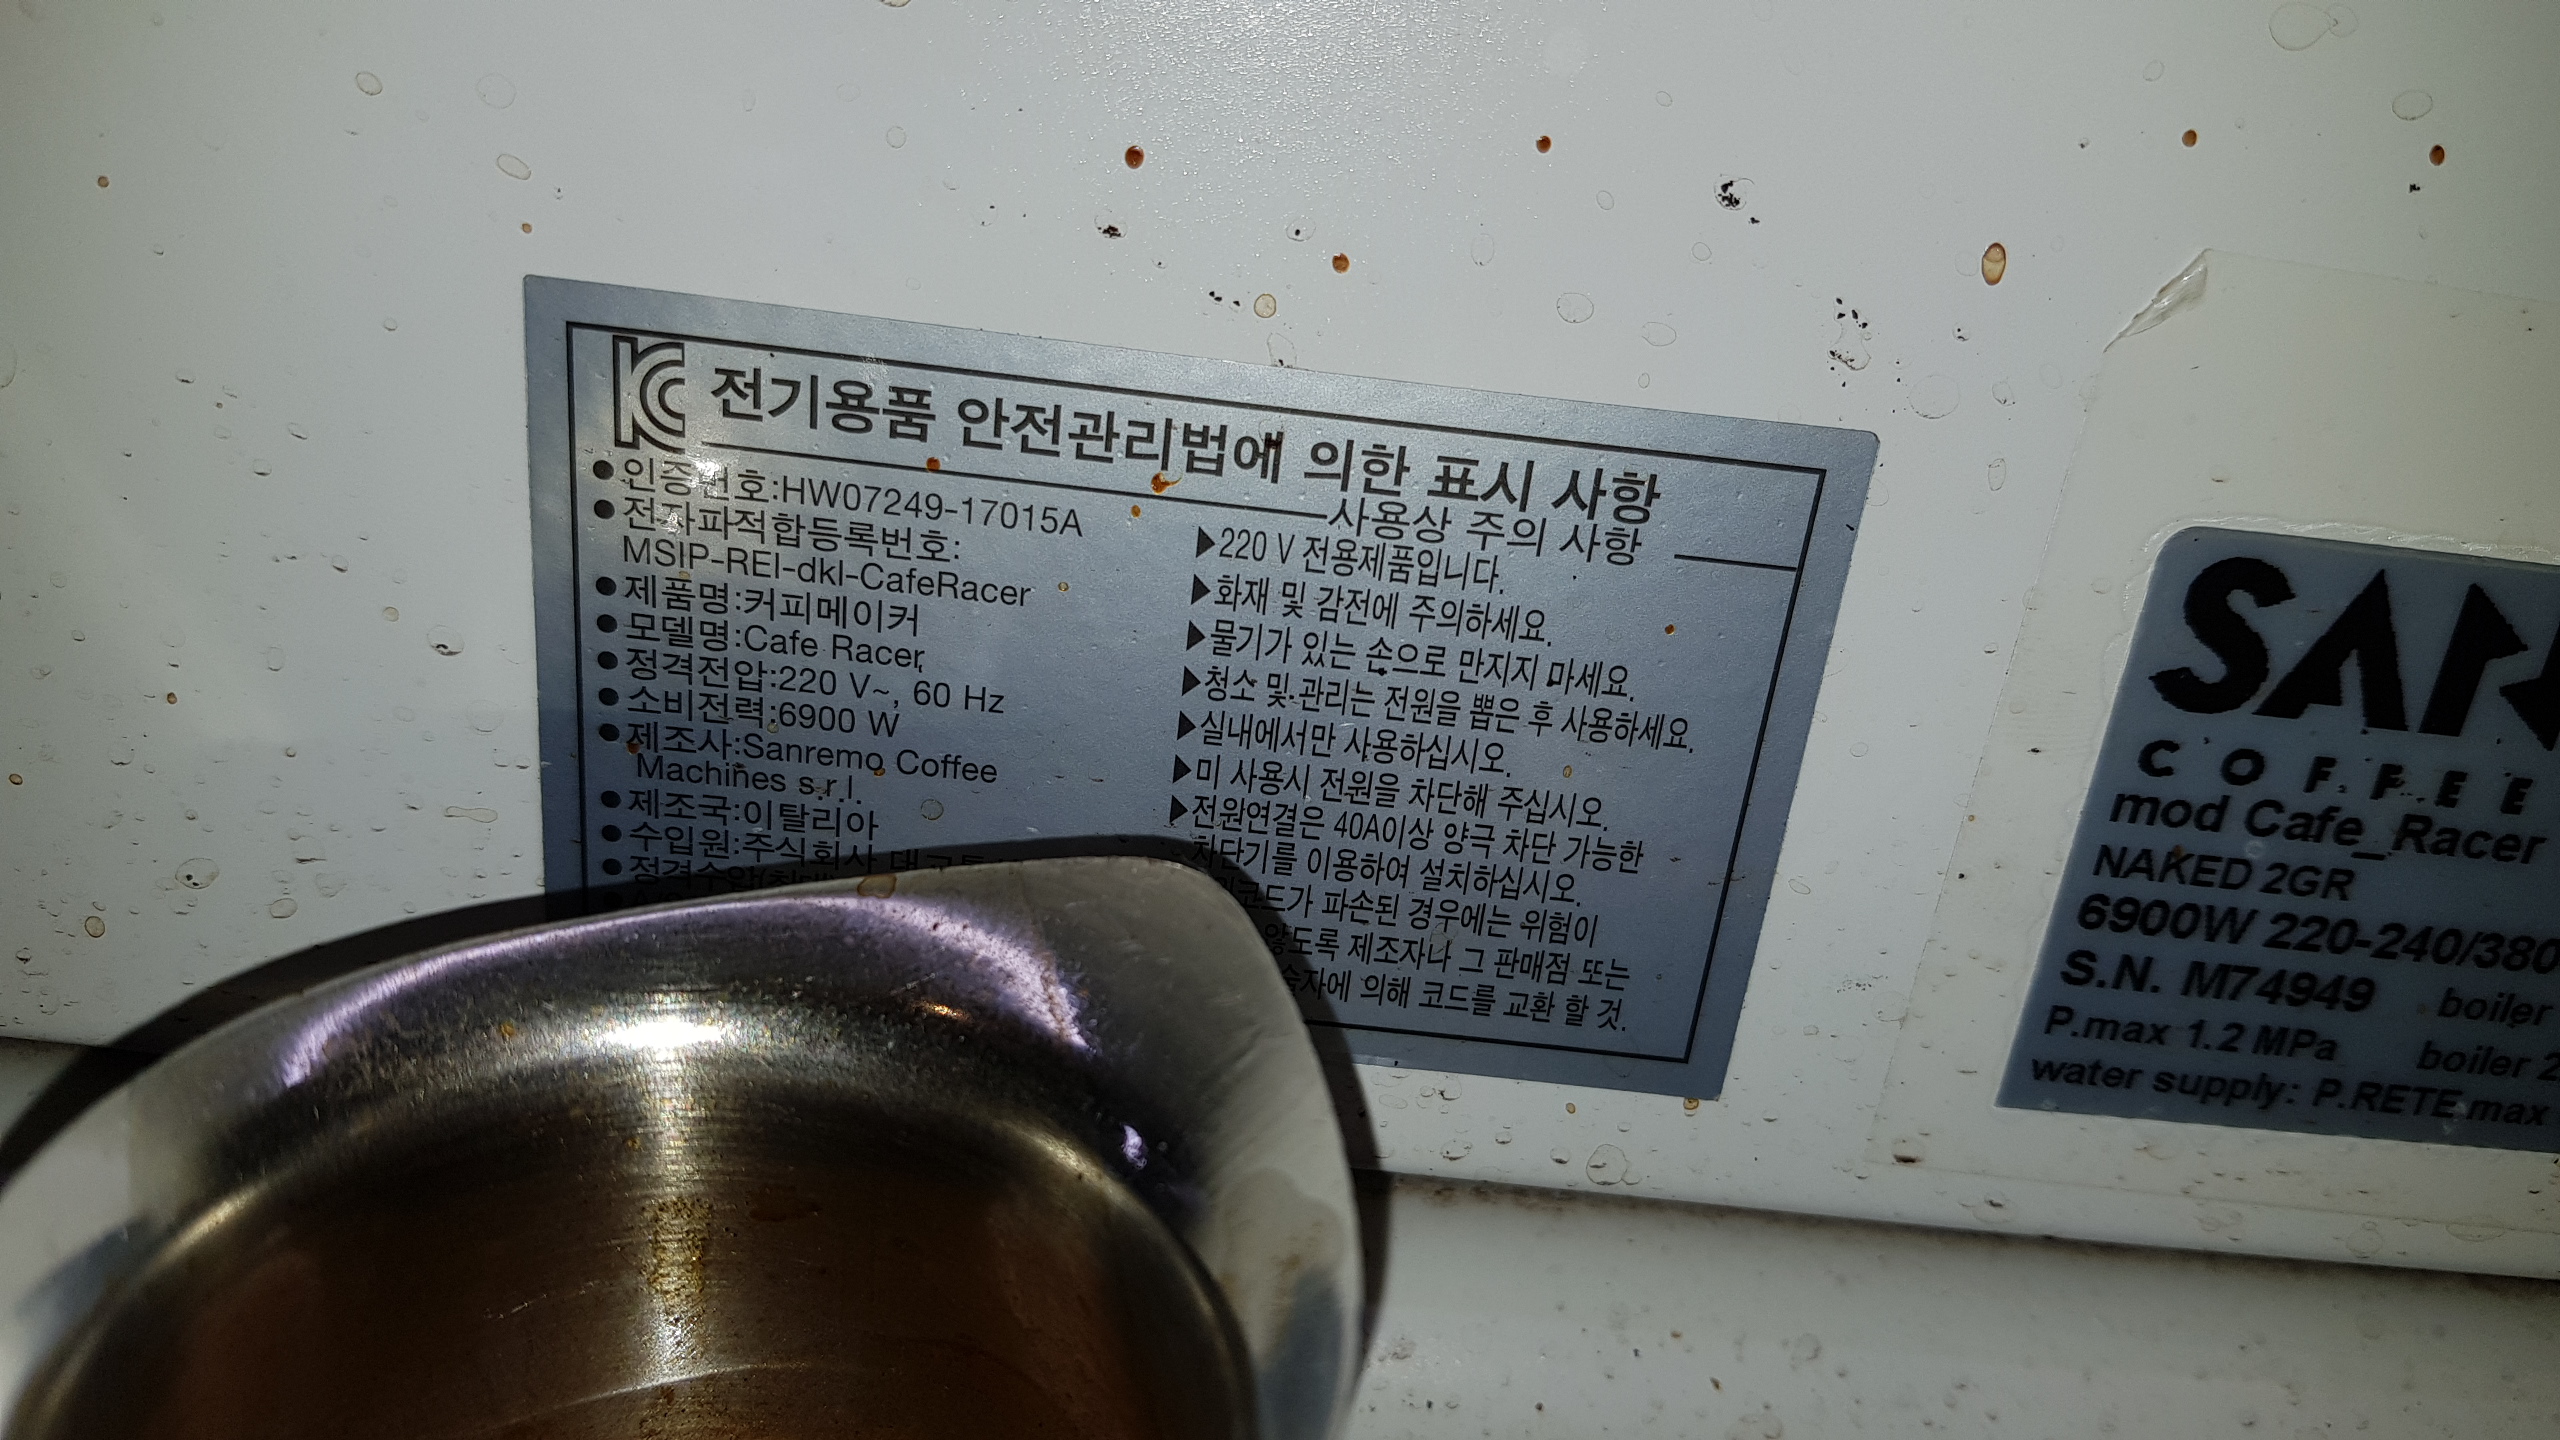 KC 전기용품 안전관리법에 의한 표시 사항
●인증번호:HW07249-17015A
●전자파적합등록번호:
MSIP-REI-dkl-CafeRacer
●제품명:커피메이커
●모델명:Cafe Racer
●정격전압:220 V~, 60 Hz
●소비전력:6900 W
●제조사:Sanremo Coffee
Machines s.r.l.
●제조국:이탈리아
●수입원:주식회사
●정격수압
사용상 주의 사항
▶220 V 전용제품입니다.
▶화재 및 감전에 주의하세요.
▶물기가 있는 손으로 만지지 마세요.
▶청소 및 관리는 전원을 뽑은 후 사용하세요.
▶실내에서만 사용하십시오.
▶미 사용시 전원을 차단해 주십시오.
▶전원연결은 40A이상 양극 차단 가능한
차단기를 이용하여 설치하십시오.
파손된 경우에는 위험이
않도록 제조자나 그 판매점 또는
의해 코드를 교환 할 것.
SAN
COFFEE
mod Cafe_Racer
NAKED 2GR
6900W 220-240/380
S.N. M74949 boiler
P.max 1.2 MPa boiler 2
water supply: P.RETE max